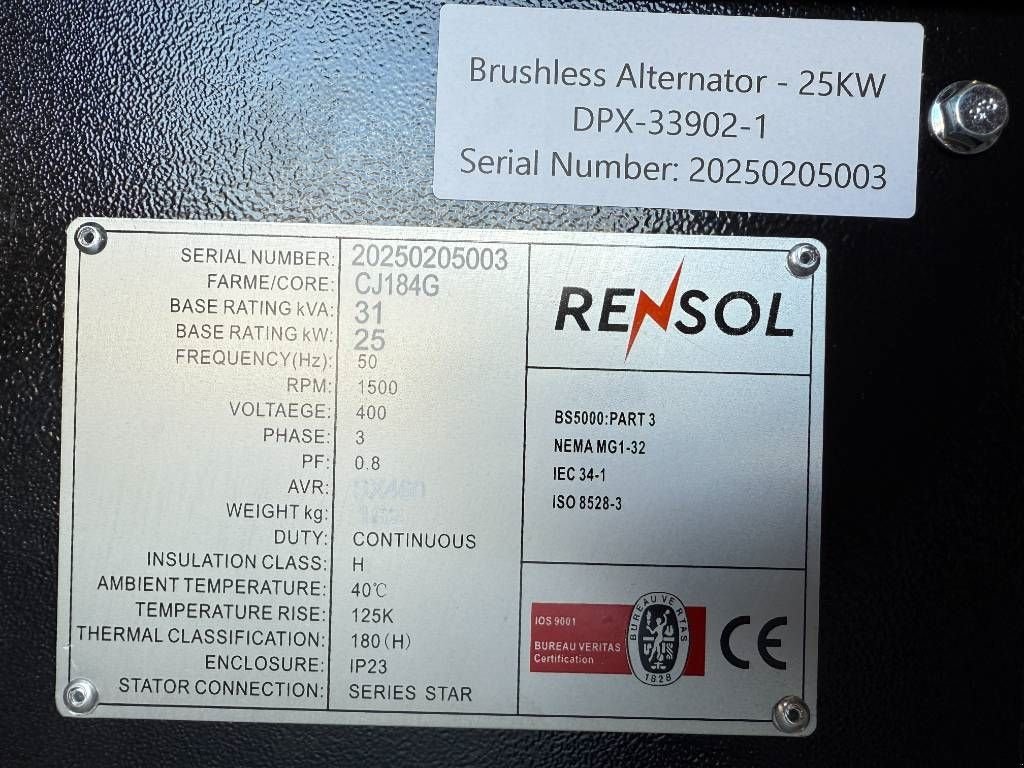 Brushless Alternator - 25KW
DPX-33902-1
Serial Number: 20250205003
SERIAL NUMBER: 20250205003
FARME/CORE: CJ184G
BASE RATING kVA: 31
BASE RATING kW: 25
FREQUENCY(Hz): 50
RPM: 1500
VOLTAEGE: 400
PHASE: 3
PF: 0.8
AVR:
WEIGHT kg:
DUTY: CONTINUOUS
INSULATION CLASS: H
AMBIENT TEMPERATURE: 40℃
TEMPERATURE RISE: 125K
THERMAL CLASSIFICATION: 180(H)
ENCLOSURE: IP23
STATOR CONNECTION: SERIES STAR
RENSOL
BS5000:PART 3
NEMA MG1-32
IEC 34-1
ISO 8528-3
IOS 9001
BUREAU VERITAS
Certification
BUREAU VERITAS
1828
CE